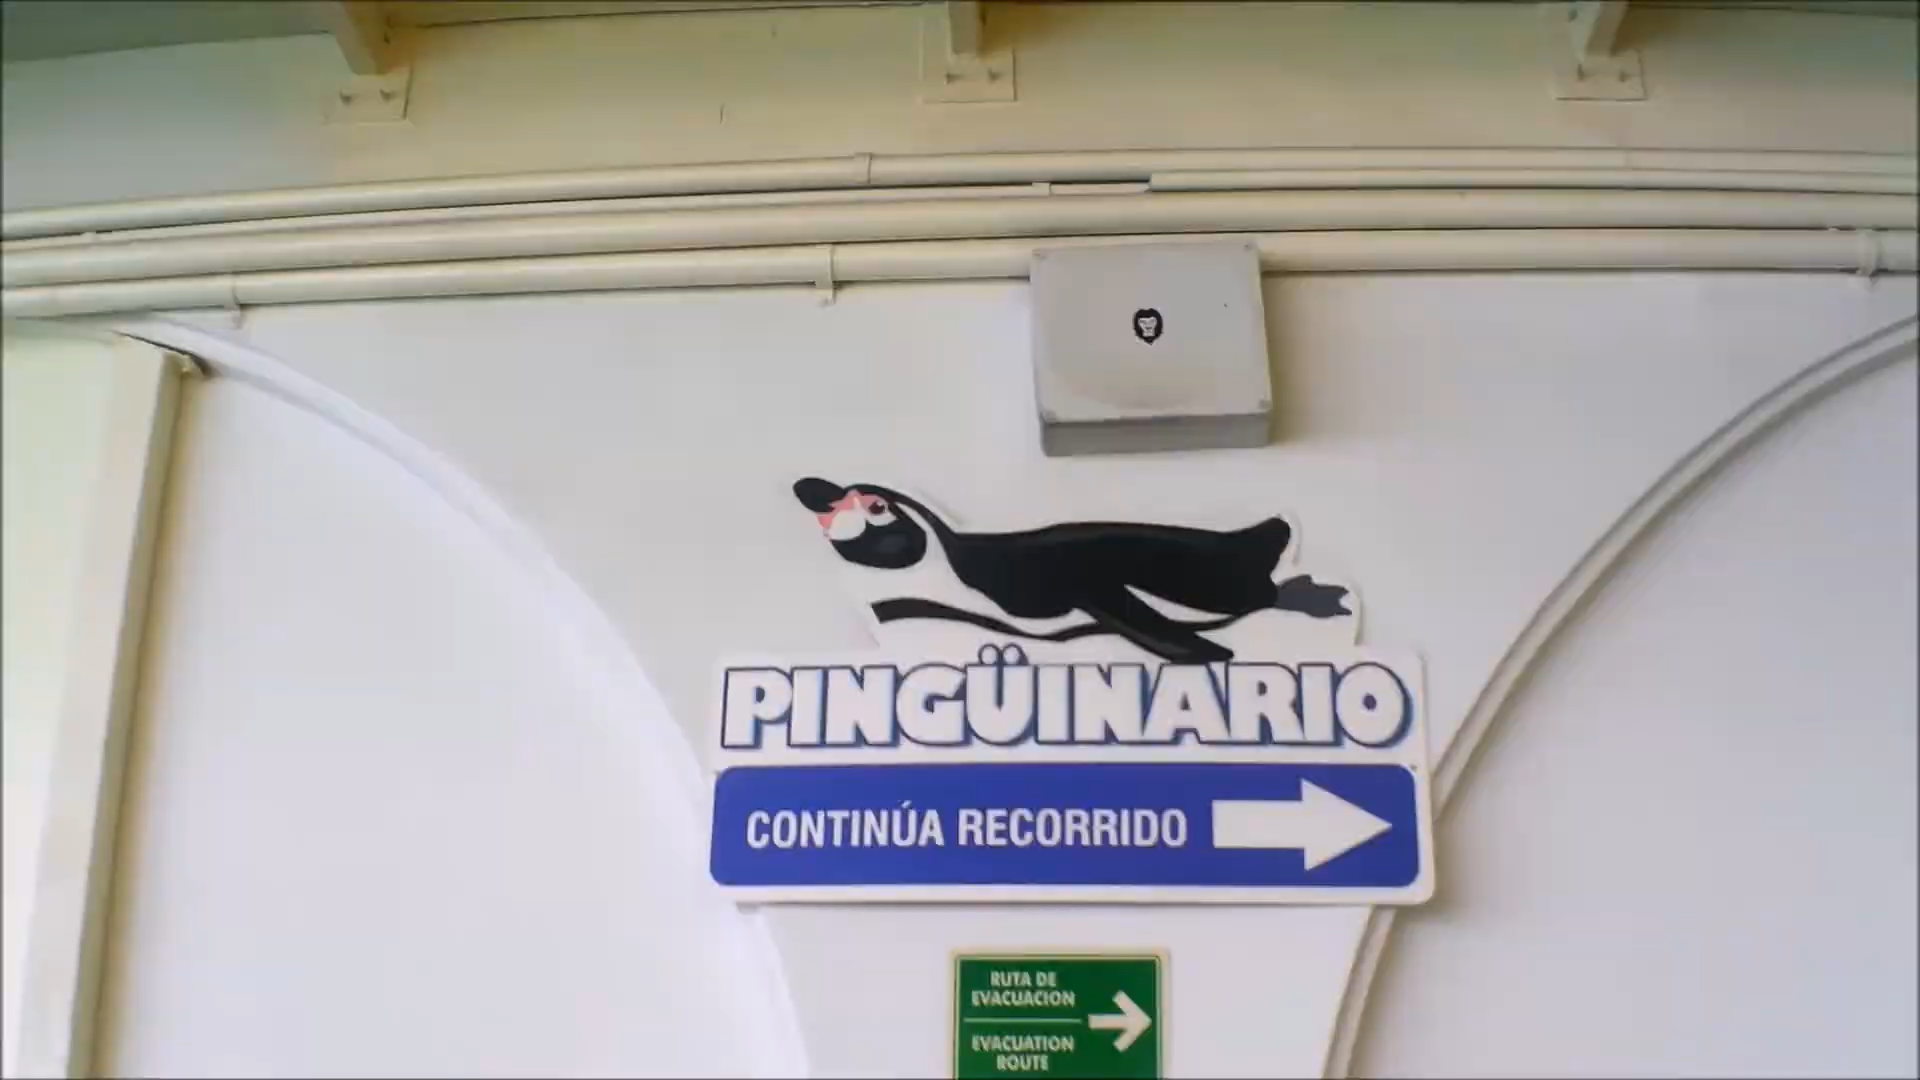 PINGÜINARIO
CONTINÚA RECORRIDO
RUTA DE
EVACUACION
EVACUATION
ROUTE